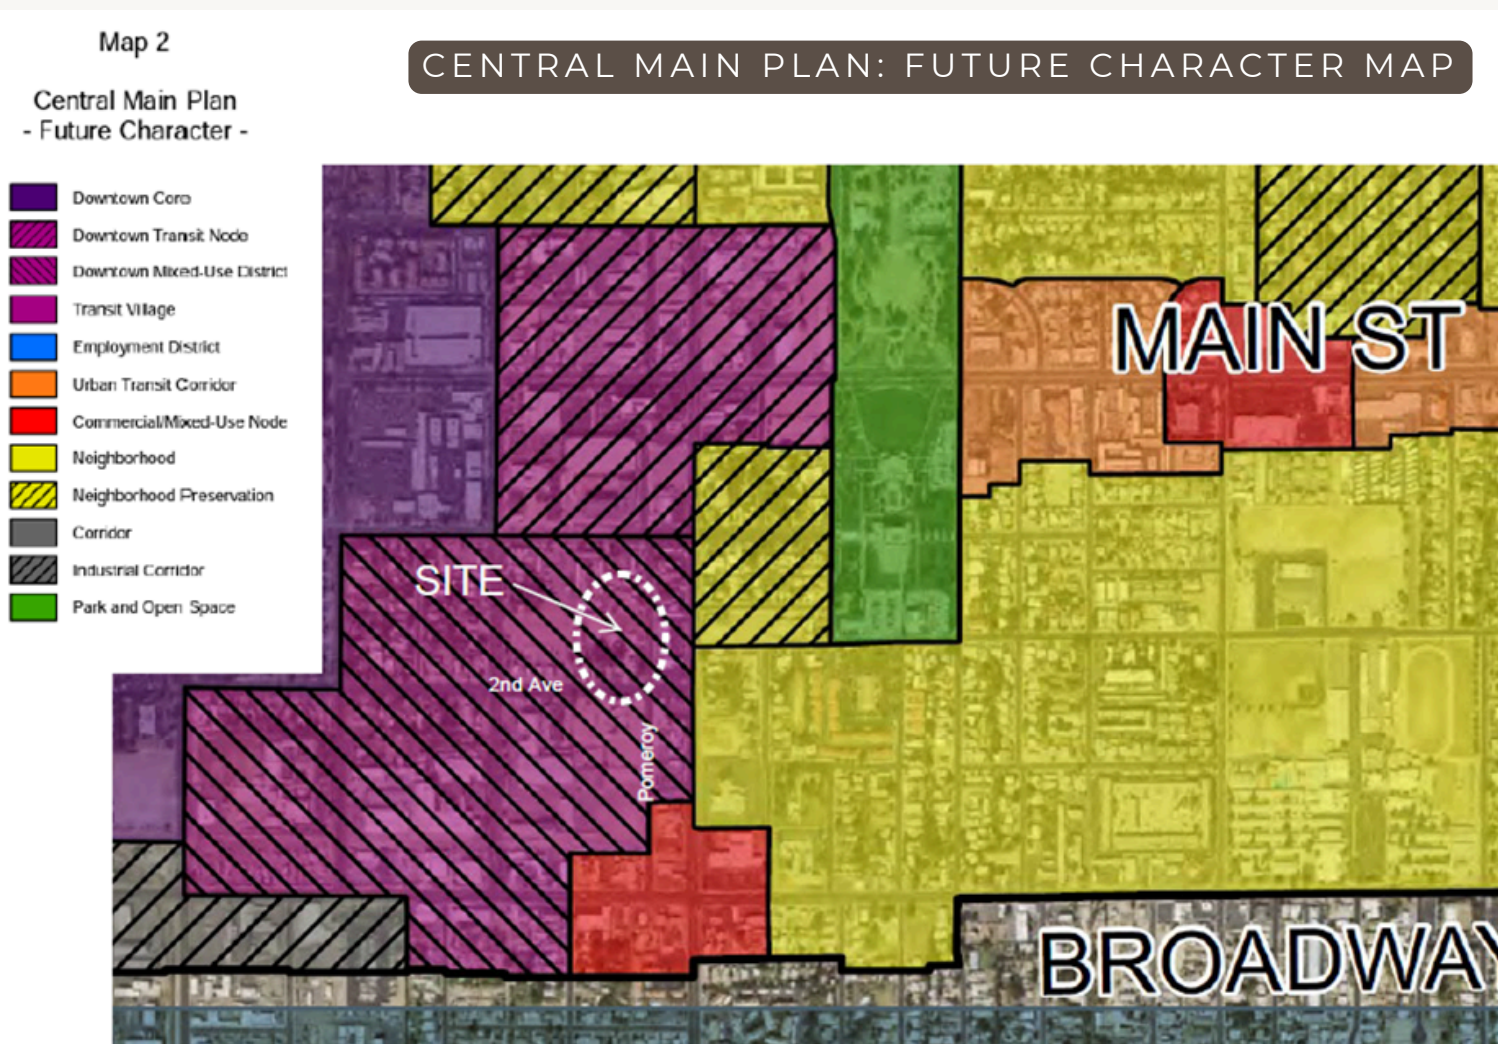 Map 2
CENTRAL MAIN PLAN: FUTURE CHARACTER MAP
Central Main Plan
- Future Character -
Downtown Core
Downtown Transit Node
Downtown Mixed-Use District
Transit Village
Employment District
Urban Transit Corridor
Commercial/Mixed-Use Node
Neighborhood
Neighborhood Preservation
Corridor
Industrial Corridor
Park and Open Space
MAIN ST
SITE
2nd Ave
Pomeroy
BROADWAY